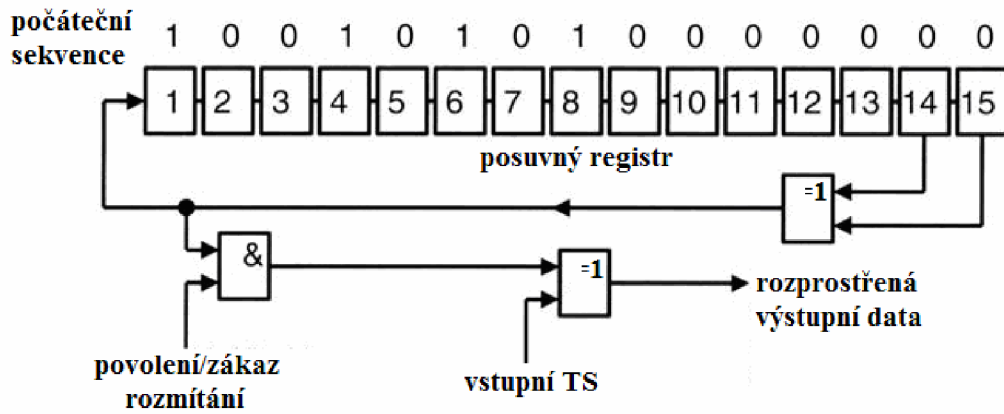 počáteční
sekvence
1 0 0 1 0 1 0 1 0 0 0 0 0 0 0
1 2 3 4 5 6 7 8 9 10 11 12 13 14 15
posuvný registr
=1
&
=1
rozprostřená
výstupní data
povolení/zákaz
rozmítání
vstupní TS